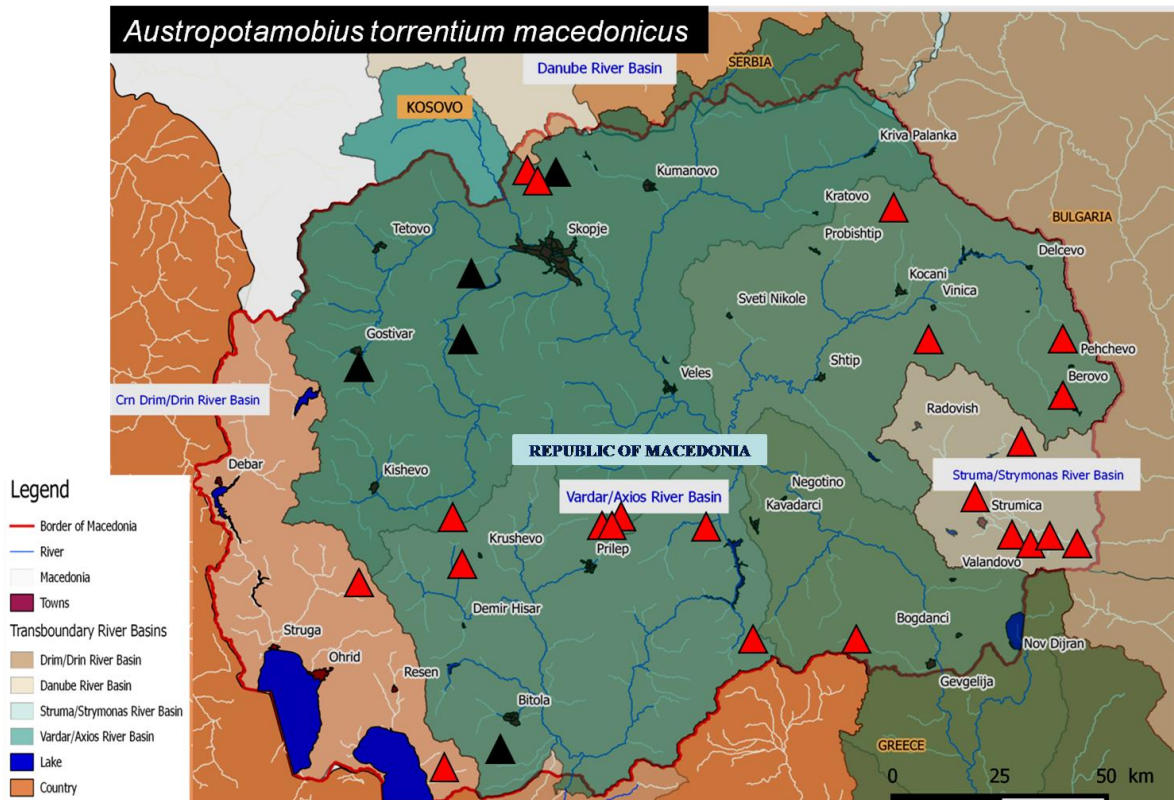 Austropotamobius torrentium macedonicus
SERBIA
Danube River Basin
KOSOVO
Kriva Palanka
Kumanovo
Kratovo
BULGARIA
Tetovo
Skopje
Probishtip
Delcevo
Kocani
Vinica
Sveti Nikole
Gostivar
Pehchevo
Veles
Shtip
Berovo
Crn Drim/Drin River Basin
Radovish
REPUBLIC OF MACEDONIA
Debar
Kishevo
Negotino
Struma/Strymonas River Basin
Vardar/Axios River Basin
Kavadarci
Strumica
Krushevo
Prilep
Valandovo
Demir Hisar
Bogdanci
Struga
Nov Dijran
Ohrid
Resen
Gevgelija
Bitola
GREECE
0 25 50 km
Legend
Border of Macedonia
River
Macedonia
Towns
Transboundary River Basins
Drim/Drin River Basin
Danube River Basin
Struma/Strymonas River Basin
Vardar/Axios River Basin
Lake
Country